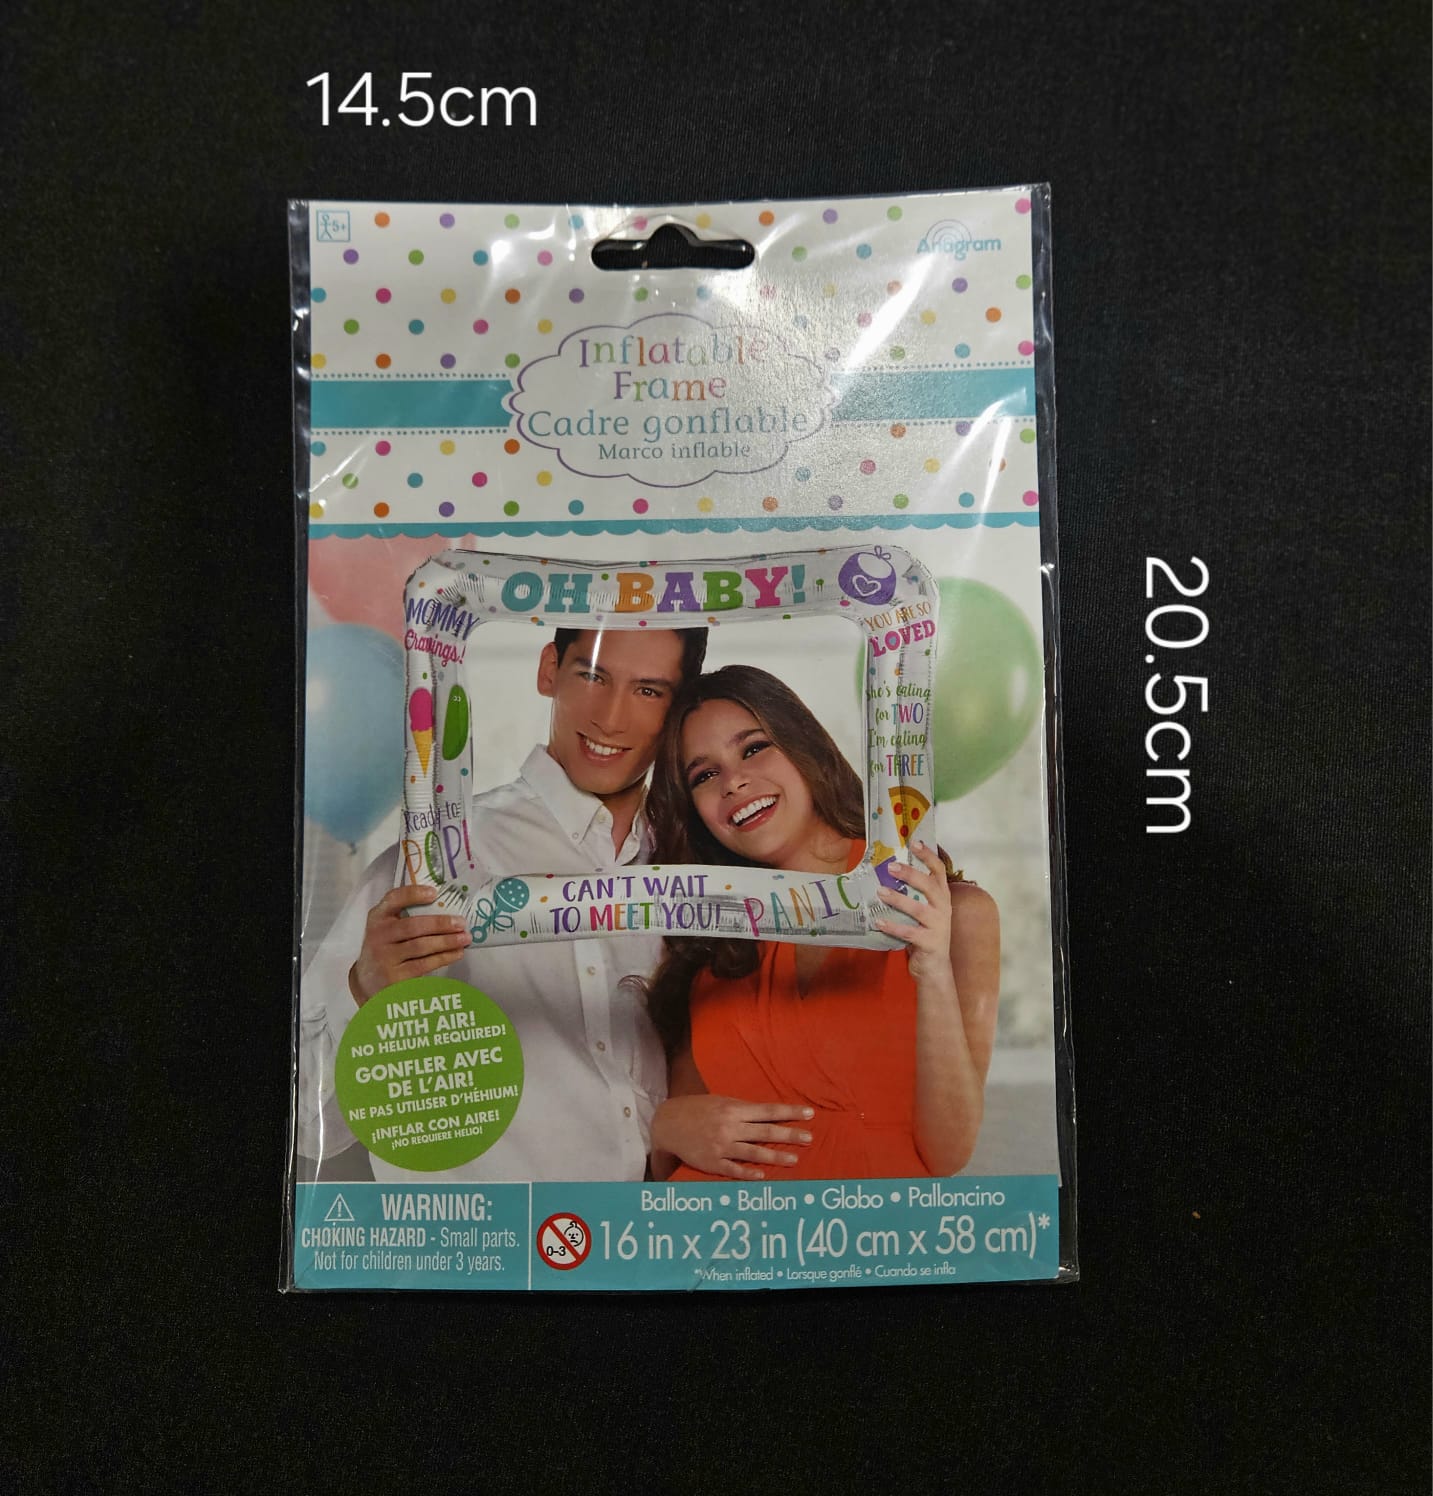 14.5cm
5+
Anagram
Inflatable
Frame
Cadre gonflable
Marco inflable
OH BABY!
MOMMY
Cravings!
YOU ARE SO
LOVED
She's eating
for TWO
I'm eating
for THREE
Ready to
POP!
CAN'T WAIT
TO MEET YOU!
PANIC
20.5cm
INFLATE
WITH AIR!
NO HELIUM REQUIRED!
GONFLER AVEC
DE L'AIR!
NE PAS UTILISER D'HÉHIUM!
¡INFLAR CON AIRE!
¡NO REQUIERE HELIO!
WARNING:
CHOKING HAZARD - Small parts.
Not for children under 3 years.
0-3
Balloon • Ballon • Globo • Palloncino
16 in x 23 in (40 cm x 58 cm)*
*When inflated • Lorsque gonflé • Cuando se infla